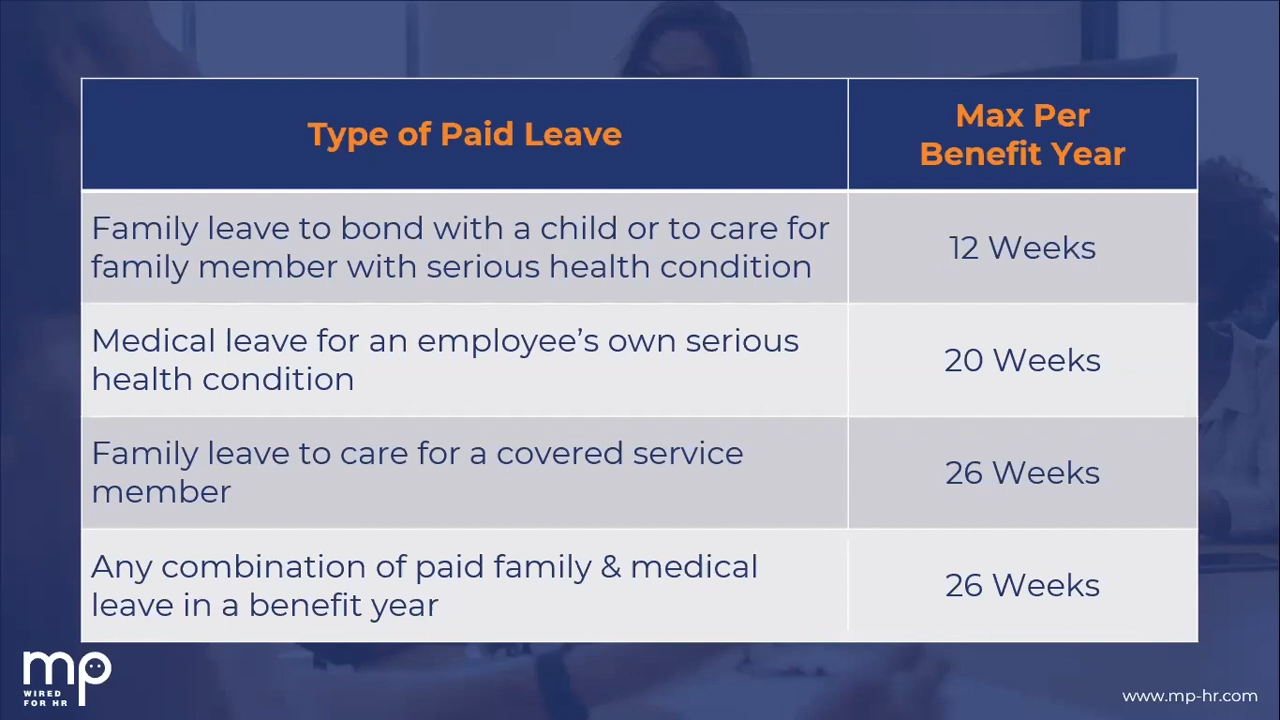 Type of Paid Leave
Max Per
Benefit Year
Family leave to bond with a child or to care for
family member with serious health condition
12 Weeks
Medical leave for an employee’s own serious
health condition
20 Weeks
Family leave to care for a covered service
member
26 Weeks
Any combination of paid family & medical
leave in a benefit year
26 Weeks
mp
WIRED
FOR HR
www.mp-hr.com